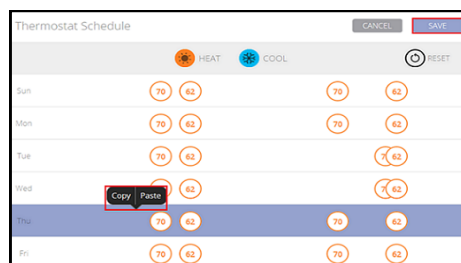 Thermostat Schedule CANCEL SAVE
HEAT COOL RESET
Sun 70 62 70 62
Mon 70 62 70 62
Tue 70 62 62
Wed 62 62
Copy Paste
Thu 70 62 70 62
Fri 70 62 70 62